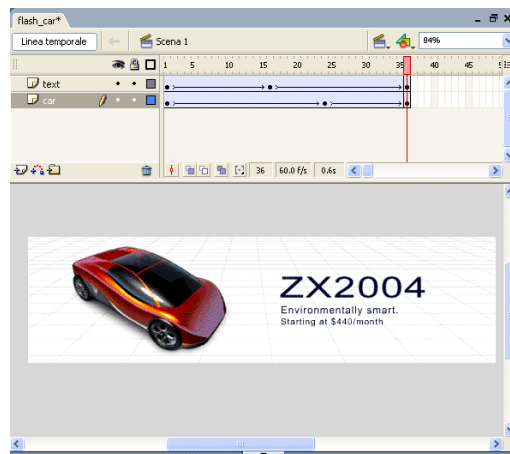 flash_car*
Linea temporale
Scena 1
84%
1 5 10 15 20 25 30 35 40 45
text
car
36 60.0 f/s 0.6s
ZX2004
Environmentally smart.
Starting at $440/month